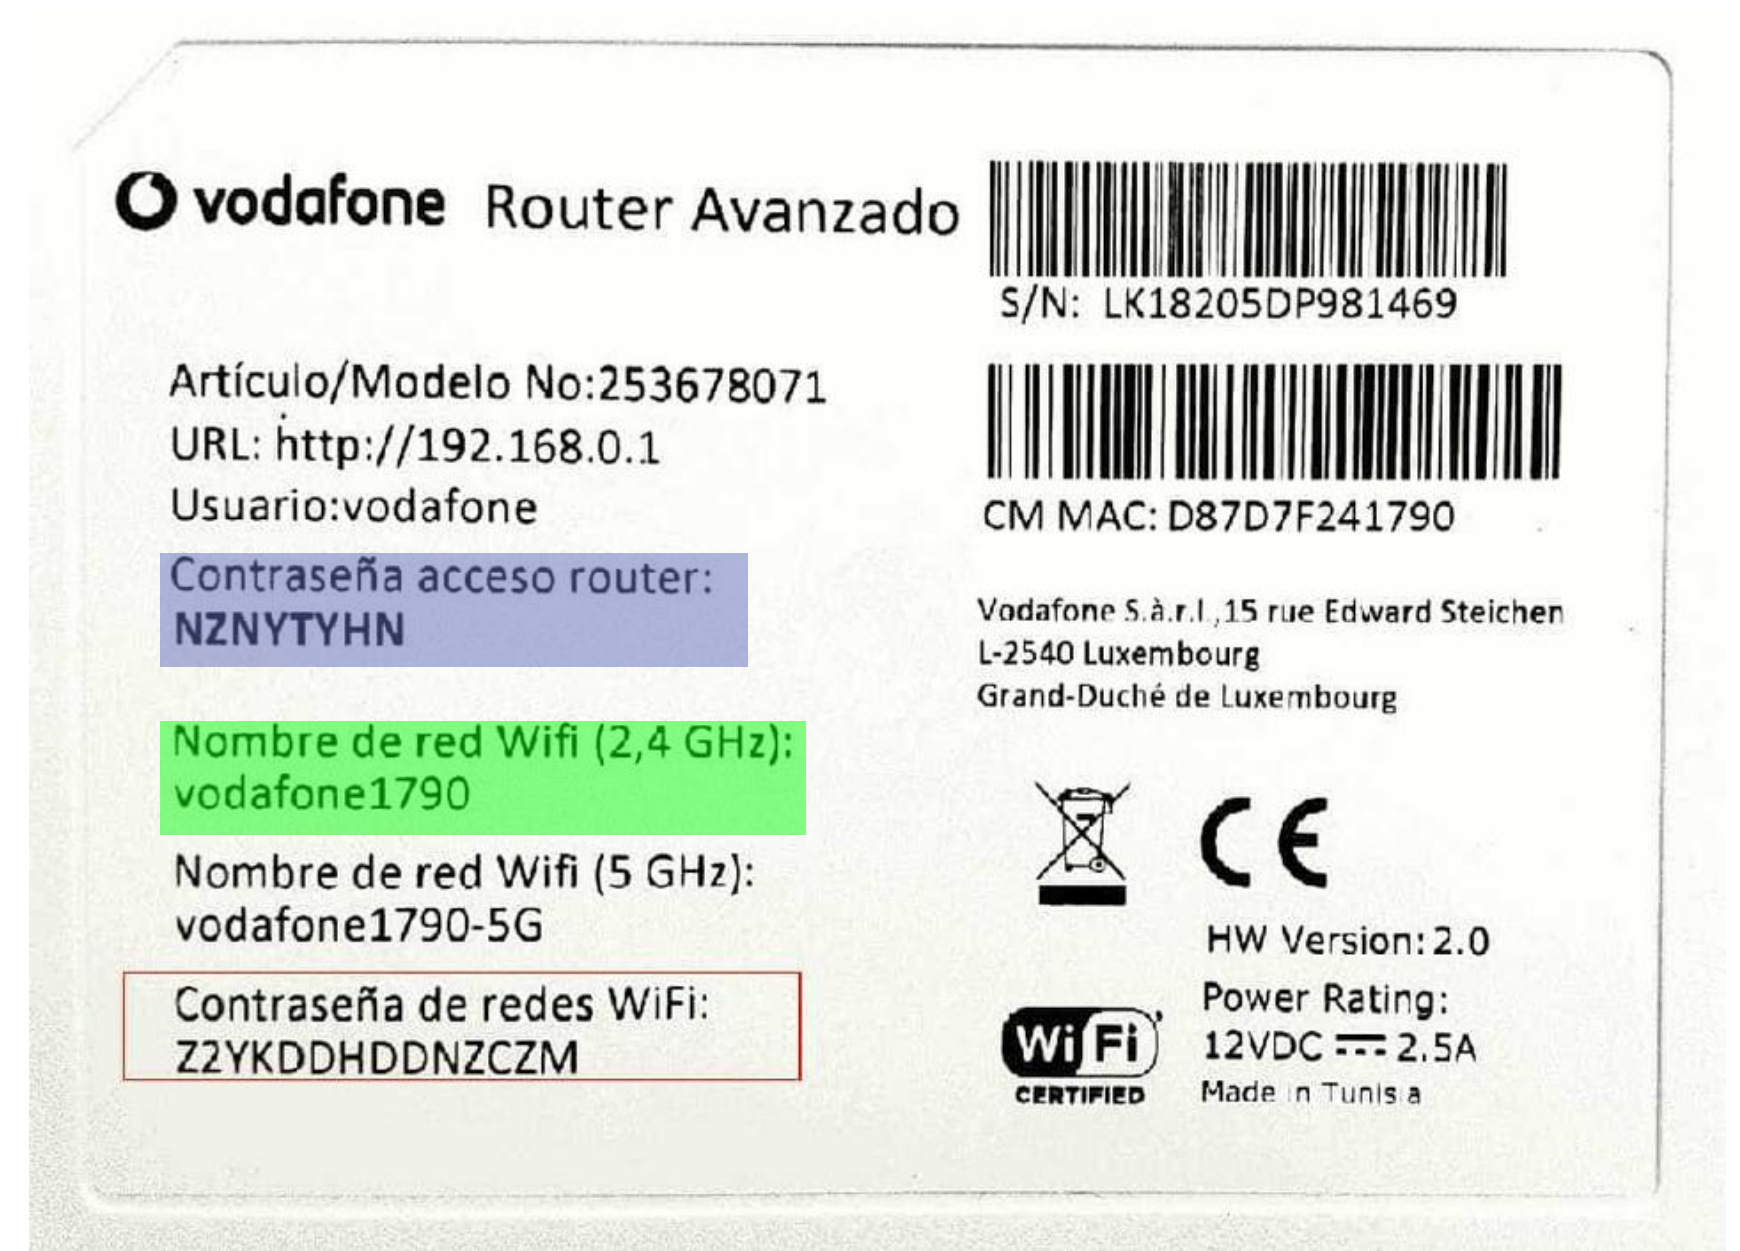 vodafone Router Avanzado
S/N: LK18205DP981469
Artículo/Modelo No:253678071
URL: http://192.168.0.1
Usuario:vodafone
CM MAC: D87D7F241790
Contraseña acceso router:
NZNYTYHN
Nombre de red Wifi (2,4 GHz):
vodafone1790
Nombre de red Wifi (5 GHz):
vodafone1790-5G
Contraseña de redes WiFi:
Z2YKDDHDDNZCZM
Vodafone S.à.r.l.,15 rue Edward Steichen
L-2540 Luxembourg
Grand-Duché de Luxembourg
CE
HW Version: 2.0
Power Rating:
12VDC 2.5A
Made in Tunisia
WiFi
CERTIFIED